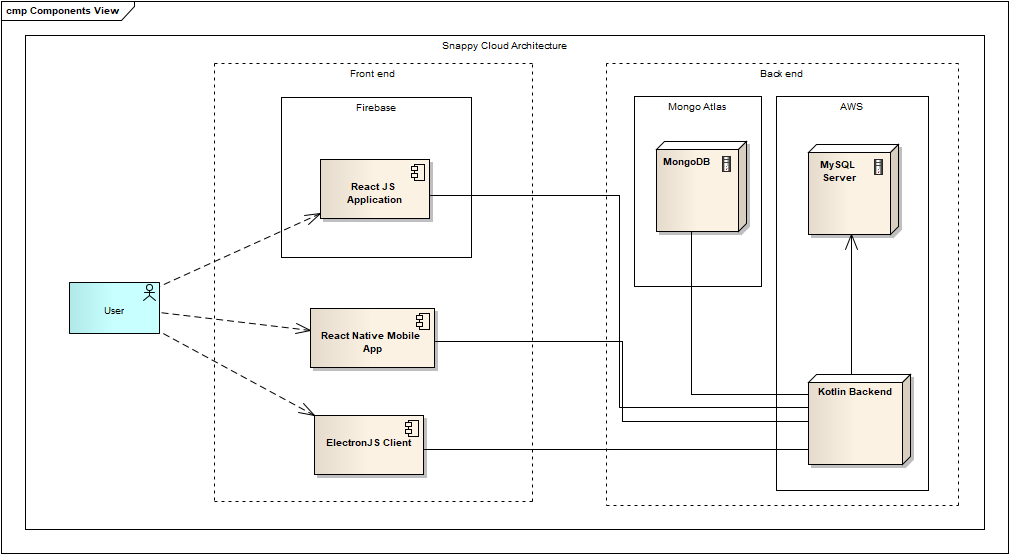 cmp Components View
Snappy Cloud Architecture
Front end
Back end
Firebase
Mongo Atlas
AWS
React JS
Application
MongoDB
MySQL
Server
User
React Native Mobile
App
Kotlin Backend
ElectronJS Client